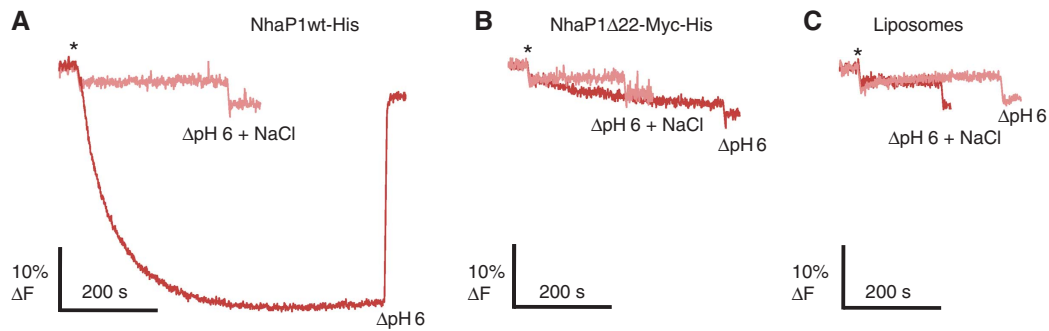 A
NhaP1wt-His
*
ΔpH 6 + NaCl
ΔpH 6
10%
ΔF
200 s
B
NhaP1Δ22-Myc-His
*
ΔpH 6 + NaCl
ΔpH 6
10%
ΔF
200 s
C
Liposomes
*
ΔpH 6
ΔpH 6 + NaCl
10%
ΔF
200 s